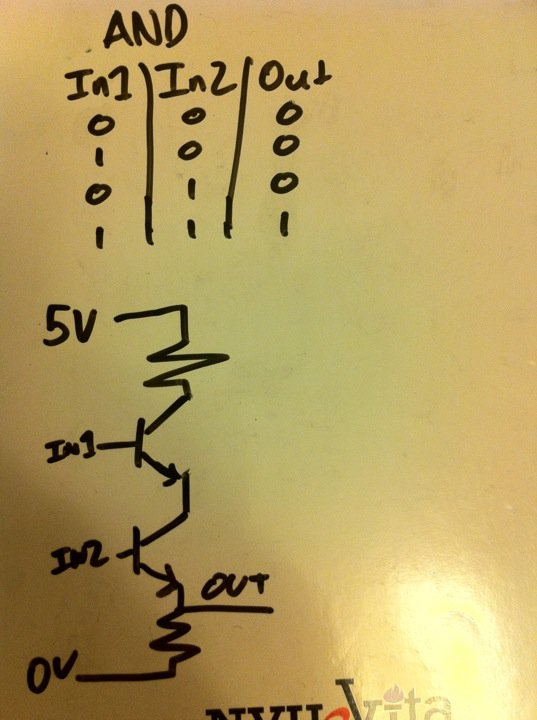 AND
In1 In2 Out
0 0 0
1 0 0
0 1 0
1 1 1
5V
In1
IN2
OUT
0V
Vita